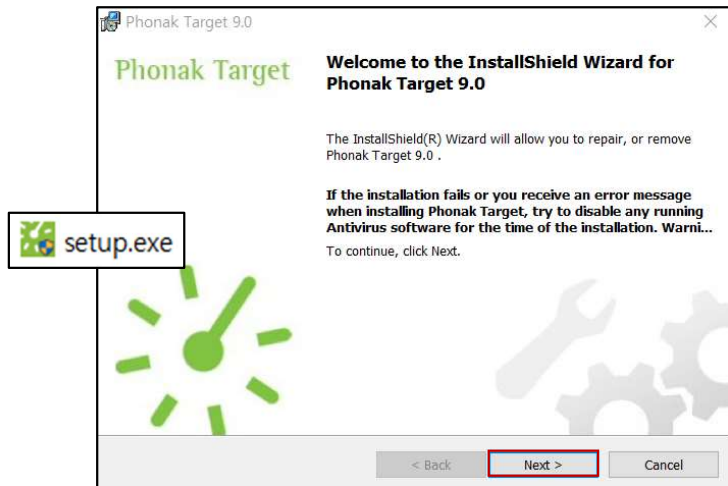 Phonak Target 9.0
Phonak Target
Welcome to the InstallShield Wizard for
Phonak Target 9.0
The InstallShield(R) Wizard will allow you to repair, or remove
Phonak Target 9.0 .
If the installation fails or you receive an error message
when installing Phonak Target, try to disable any running
Antivirus software for the time of the installation. Warni...
To continue, click Next.
setup.exe
< Back
Next >
Cancel